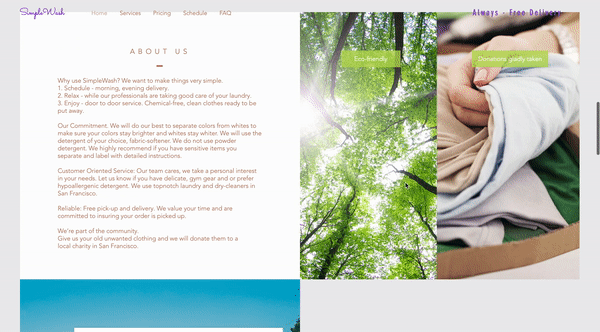 SimpleWash
Home Services Pricing Schedule FAQ
Always - Free Delivery
ABOUT US
Why use SimpleWash? We want to make things very simple.
1. Schedule - morning, evening delivery.
2. Relax - while our professionals are taking good care of your laundry.
3. Enjoy - door to door service. Chemical-free, clean clothes ready to be
put away.
Our Commitment. We will do our best to separate colors from whites to
make sure your colors stay brighter and whites stay whiter. We will use the
detergent of your choice, fabric-softener. We do not use powder
detergent. We highly recommend if you have sensitive items you
separate and label with detailed instructions.
Customer Oriented Service: Our team cares, we take a personal interest
in your needs. Let us know if you have delicate, gym gear and or prefer
hypoallergenic detergent. We use topnotch laundry and dry-cleaners in
San Francisco.
Reliable: Free pick-up and delivery. We value your time and are
committed to insuring your order is picked up.
We're part of the community.
Give us your old unwanted clothing and we will donate them to a
local charity in San Francisco.
Eco-friendly
Donations gladly taken